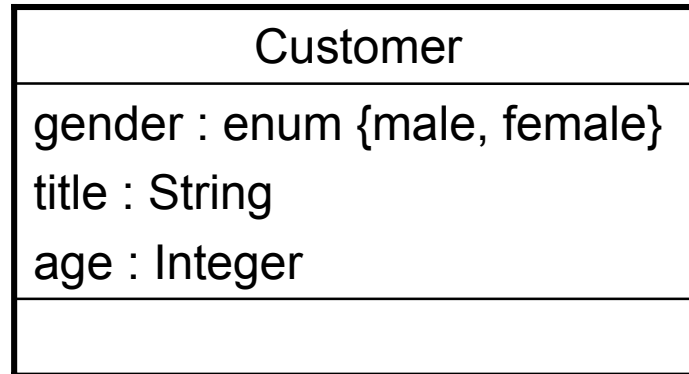 Customer
gender : enum {male, female}
title : String
age : Integer